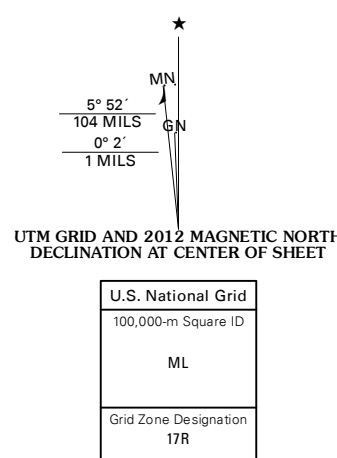 ★
MN
5° 52´
104 MILS
GN
0° 2´
1 MILS
UTM GRID AND 2012 MAGNETIC NORTH
DECLINATION AT CENTER OF SHEET
U.S. National Grid
100,000-m Square ID
ML
Grid Zone Designation
17R